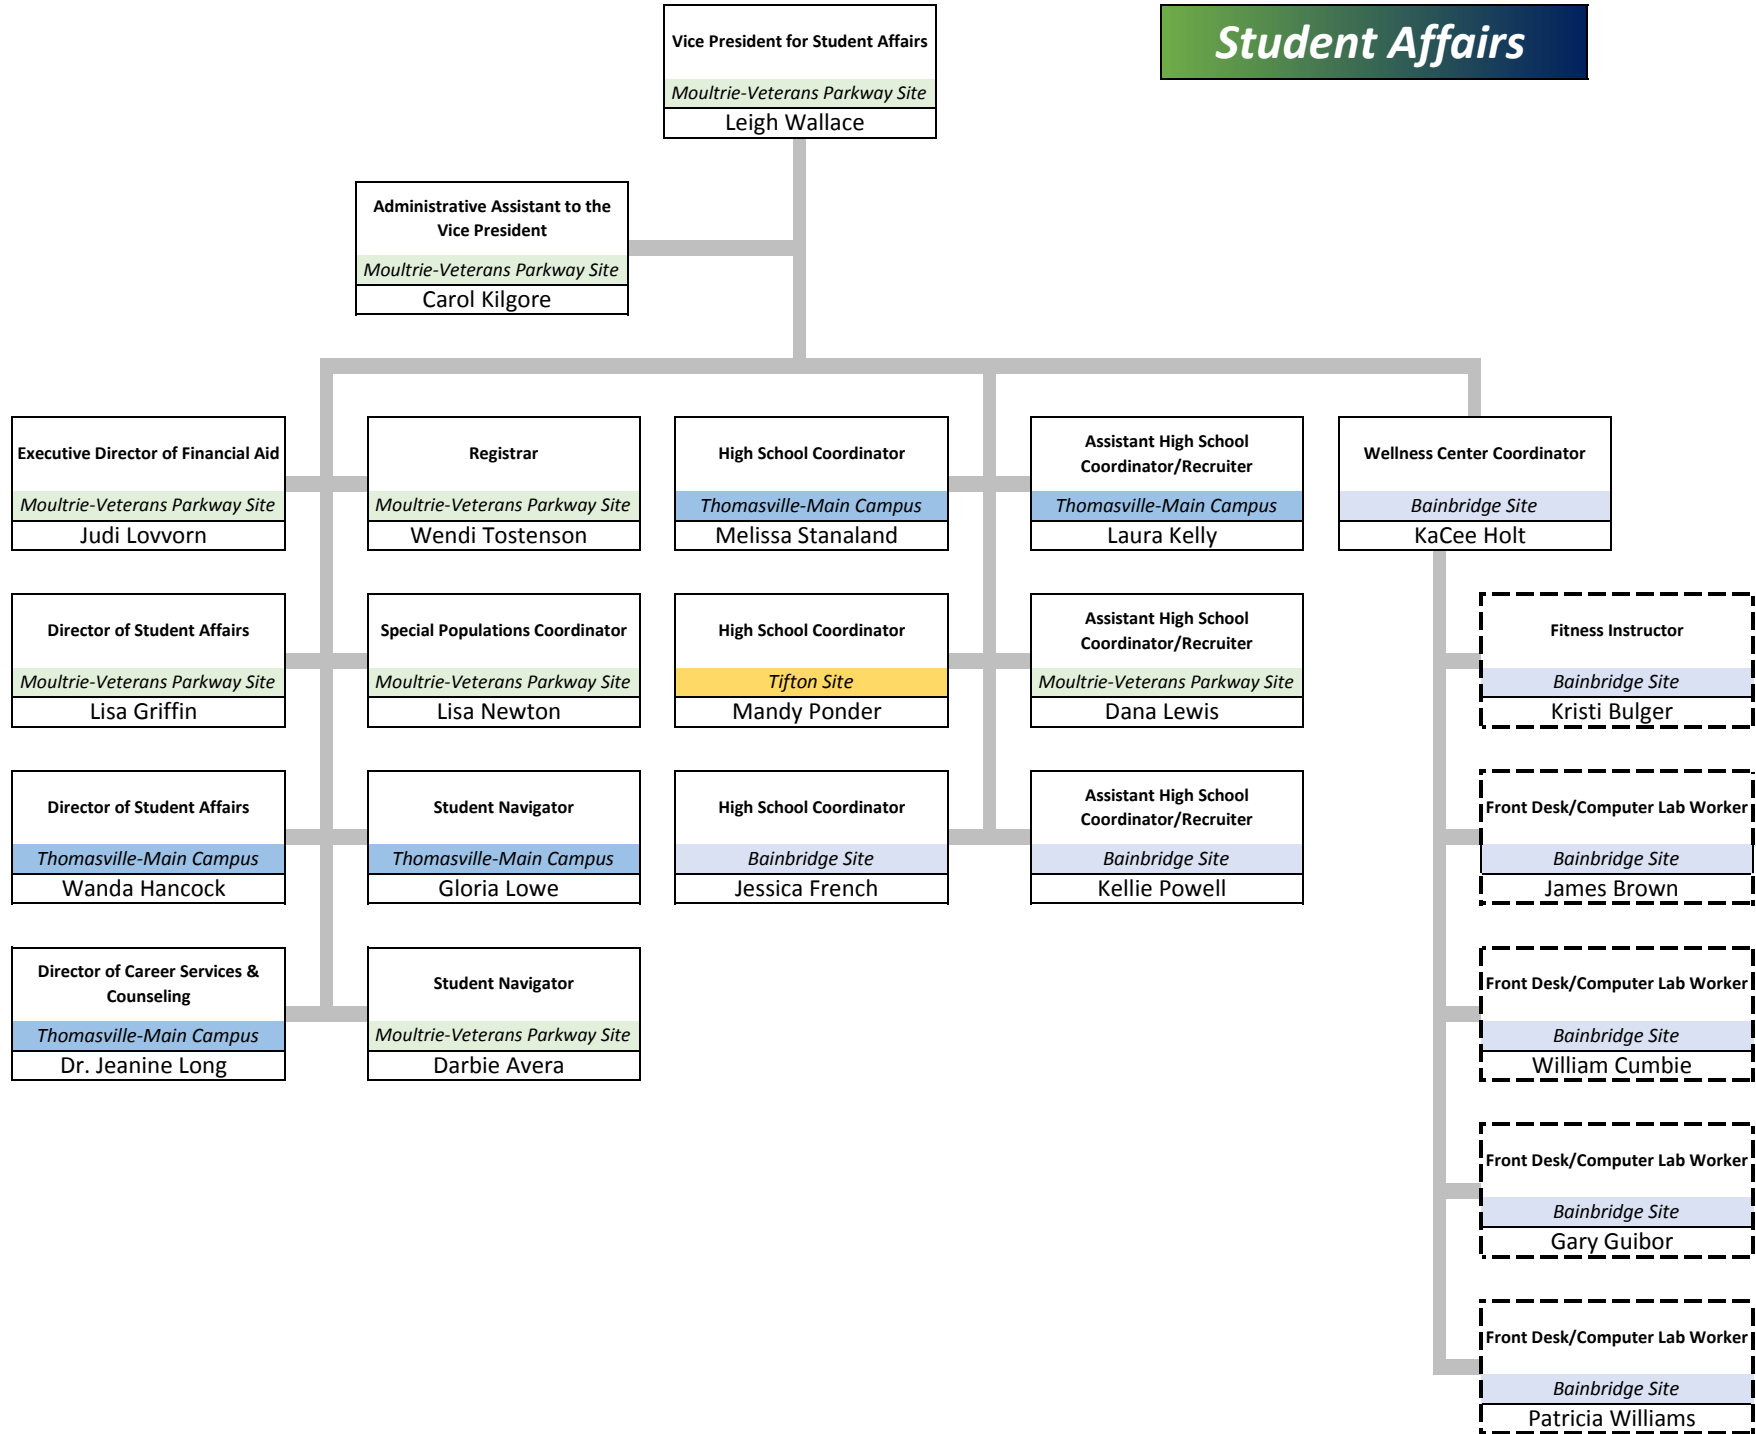 Student Affairs
Vice President for Student Affairs
Moultrie-Veterans Parkway Site
Leigh Wallace
Administrative Assistant to the
Vice President
Moultrie-Veterans Parkway Site
Carol Kilgore
Executive Director of Financial Aid
Moultrie-Veterans Parkway Site
Judi Lovvorn
Registrar
Moultrie-Veterans Parkway Site
Wendi Tostenson
High School Coordinator
Thomasville-Main Campus
Melissa Stanaland
Assistant High School
Coordinator/Recruiter
Thomasville-Main Campus
Laura Kelly
Wellness Center Coordinator
Bainbridge Site
KaCee Holt
Director of Student Affairs
Moultrie-Veterans Parkway Site
Lisa Griffin
Special Populations Coordinator
Moultrie-Veterans Parkway Site
Lisa Newton
High School Coordinator
Tifton Site
Mandy Ponder
Assistant High School
Coordinator/Recruiter
Moultrie-Veterans Parkway Site
Dana Lewis
Fitness Instructor
Bainbridge Site
Kristi Bulger
Director of Student Affairs
Thomasville-Main Campus
Wanda Hancock
Student Navigator
Thomasville-Main Campus
Gloria Lowe
High School Coordinator
Bainbridge Site
Jessica French
Assistant High School
Coordinator/Recruiter
Bainbridge Site
Kellie Powell
Front Desk/Computer Lab Worker
Bainbridge Site
James Brown
Director of Career Services &
Counseling
Thomasville-Main Campus
Dr. Jeanine Long
Student Navigator
Moultrie-Veterans Parkway Site
Darbie Avera
Front Desk/Computer Lab Worker
Bainbridge Site
William Cumbie
Front Desk/Computer Lab Worker
Bainbridge Site
Gary Guibor
Front Desk/Computer Lab Worker
Bainbridge Site
Patricia Williams